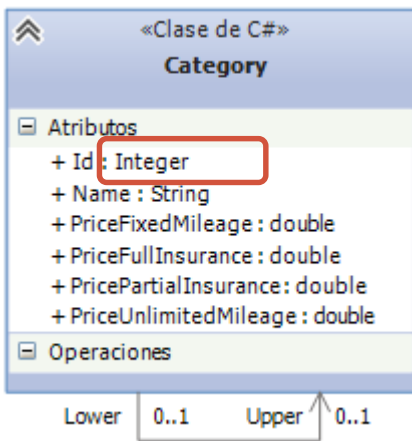 «Clase de C#»
Category
Atributos
+ Id : Integer
+ Name : String
+ PriceFixedMileage : double
+ PriceFullInsurance : double
+ PricePartialInsurance : double
+ PriceUnlimitedMileage : double
Operaciones
Lower 0..1 Upper 0..1